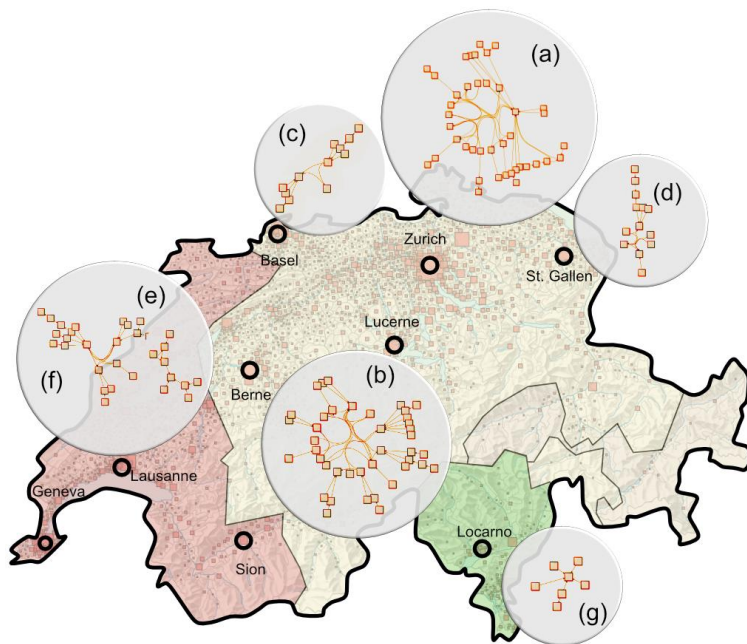 (a)
(c)
(d)
Zurich
Basel
St. Gallen
(e)
Lucerne
(f)
(b)
Berne
Lausanne
Geneva
Locarno
Sion
(g)